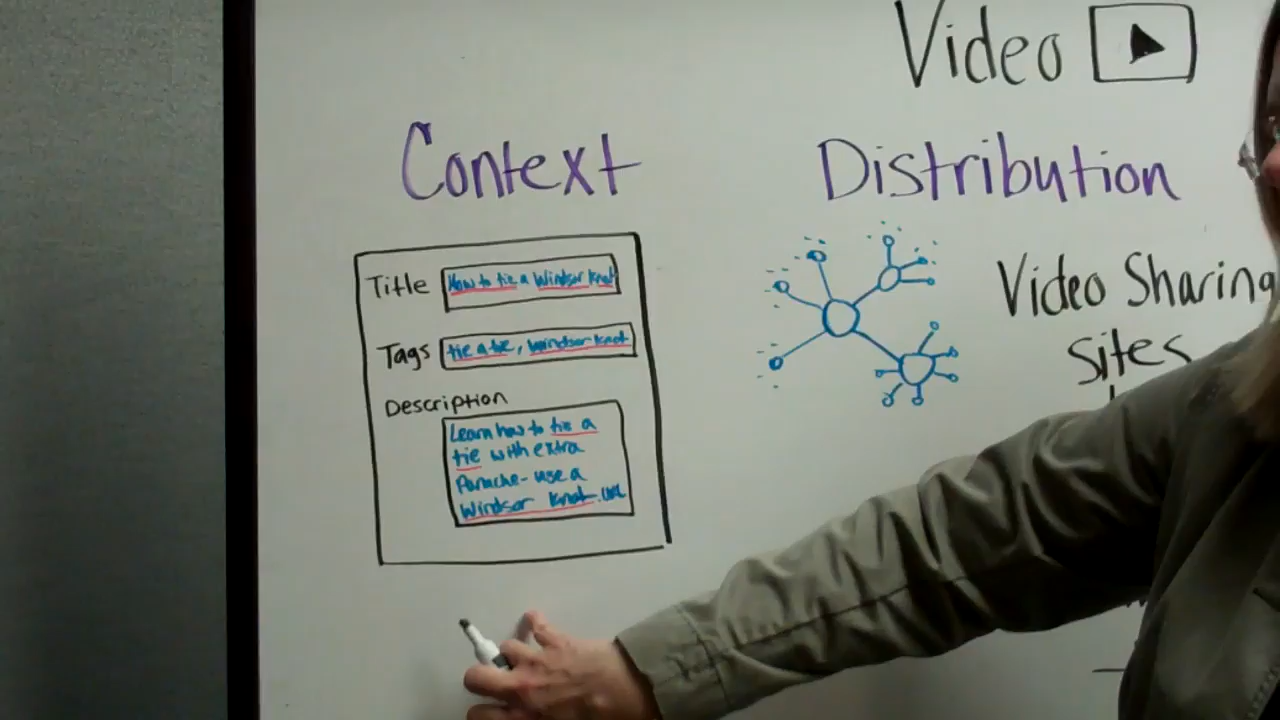 Video
Context
Distribution
Title How to tie a Windsor Knot
Tags tie a tie, windsor knot
Description
Learn how to tie a
tie with extra
Panache - use a
Windsor Knot. URL
Video Sharing
Sites